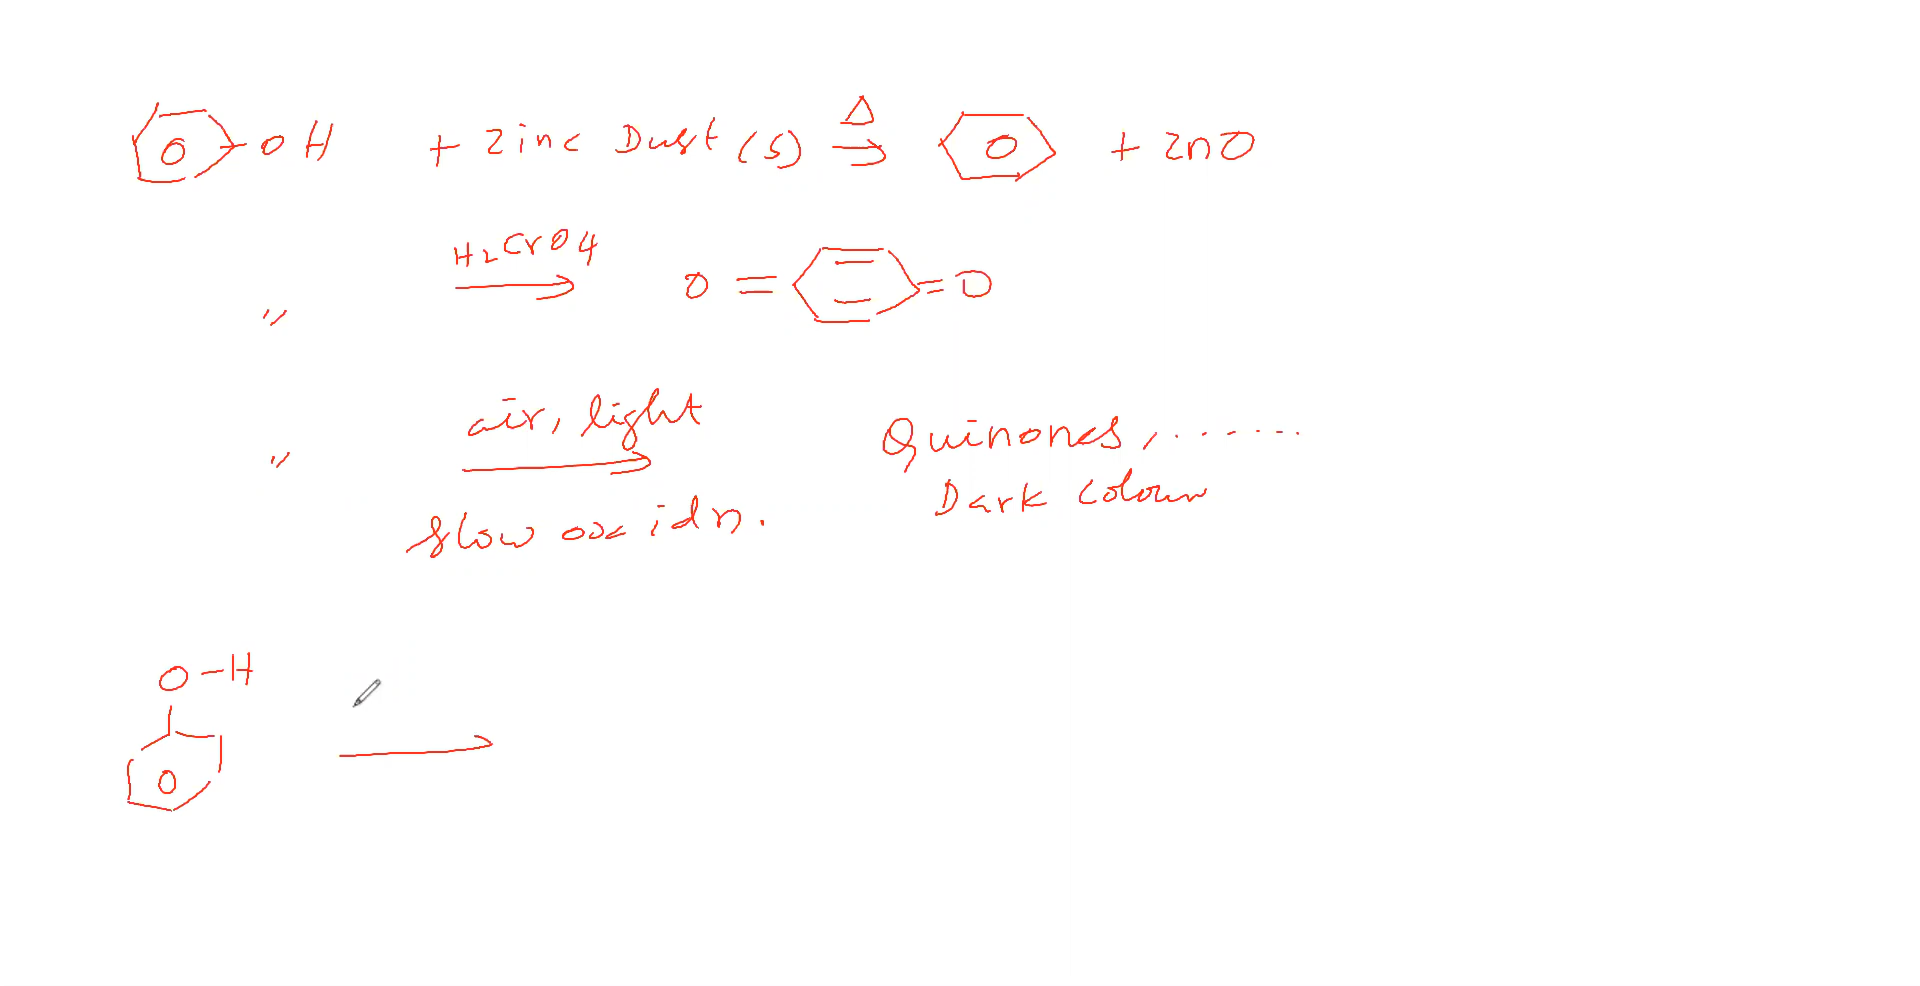 OH + Zinc Dust (s) Δ + ZnO
H2CrO4
O = = O
"
air, light
" Quinones, .......
Dark colour
slow oxidn.
O-H